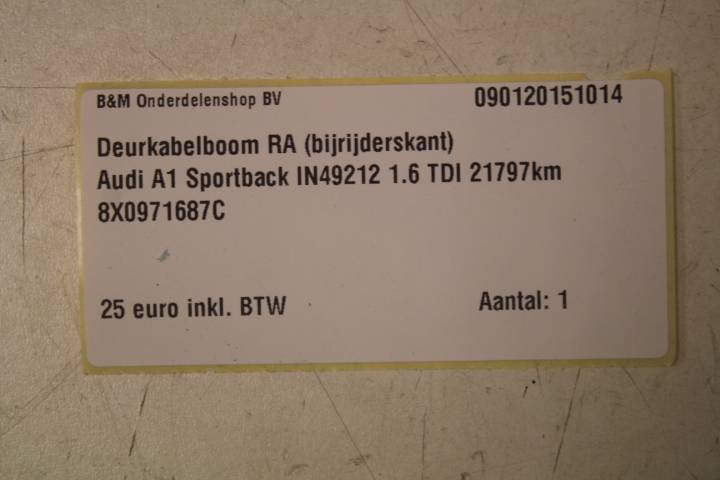 B&M Onderdelenshop BV 090120151014
Deurkabelboom RA (bijrijderskant)
Audi A1 Sportback IN49212 1.6 TDI 21797km
8X0971687C
25 euro inkl. BTW Aantal: 1